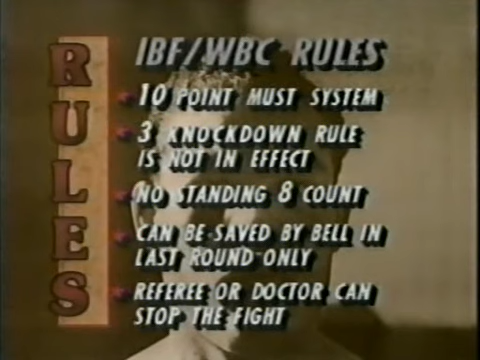 RULES
IBF/WBC RULES
10 POINT MUST SYSTEM
3 KNOCKDOWN RULE
IS NOT IN EFFECT
NO STANDING 8 COUNT
CAN BE SAVED BY BELL IN
LAST ROUND ONLY
REFEREE OR DOCTOR CAN
STOP THE FIGHT